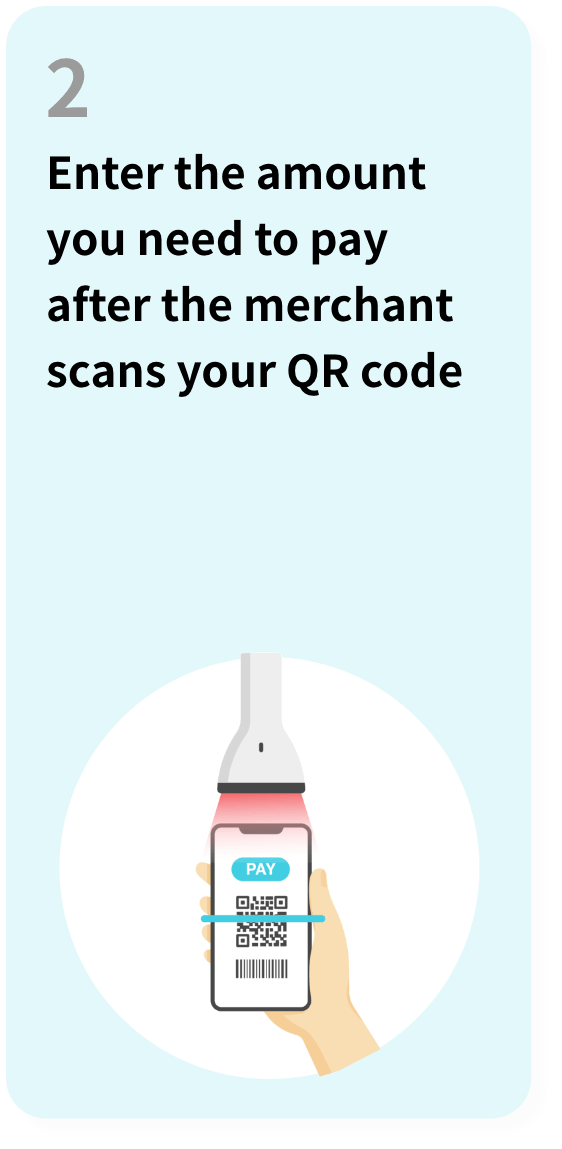 2
Enter the amount
you need to pay
after the merchant
scans your QR code
PAY